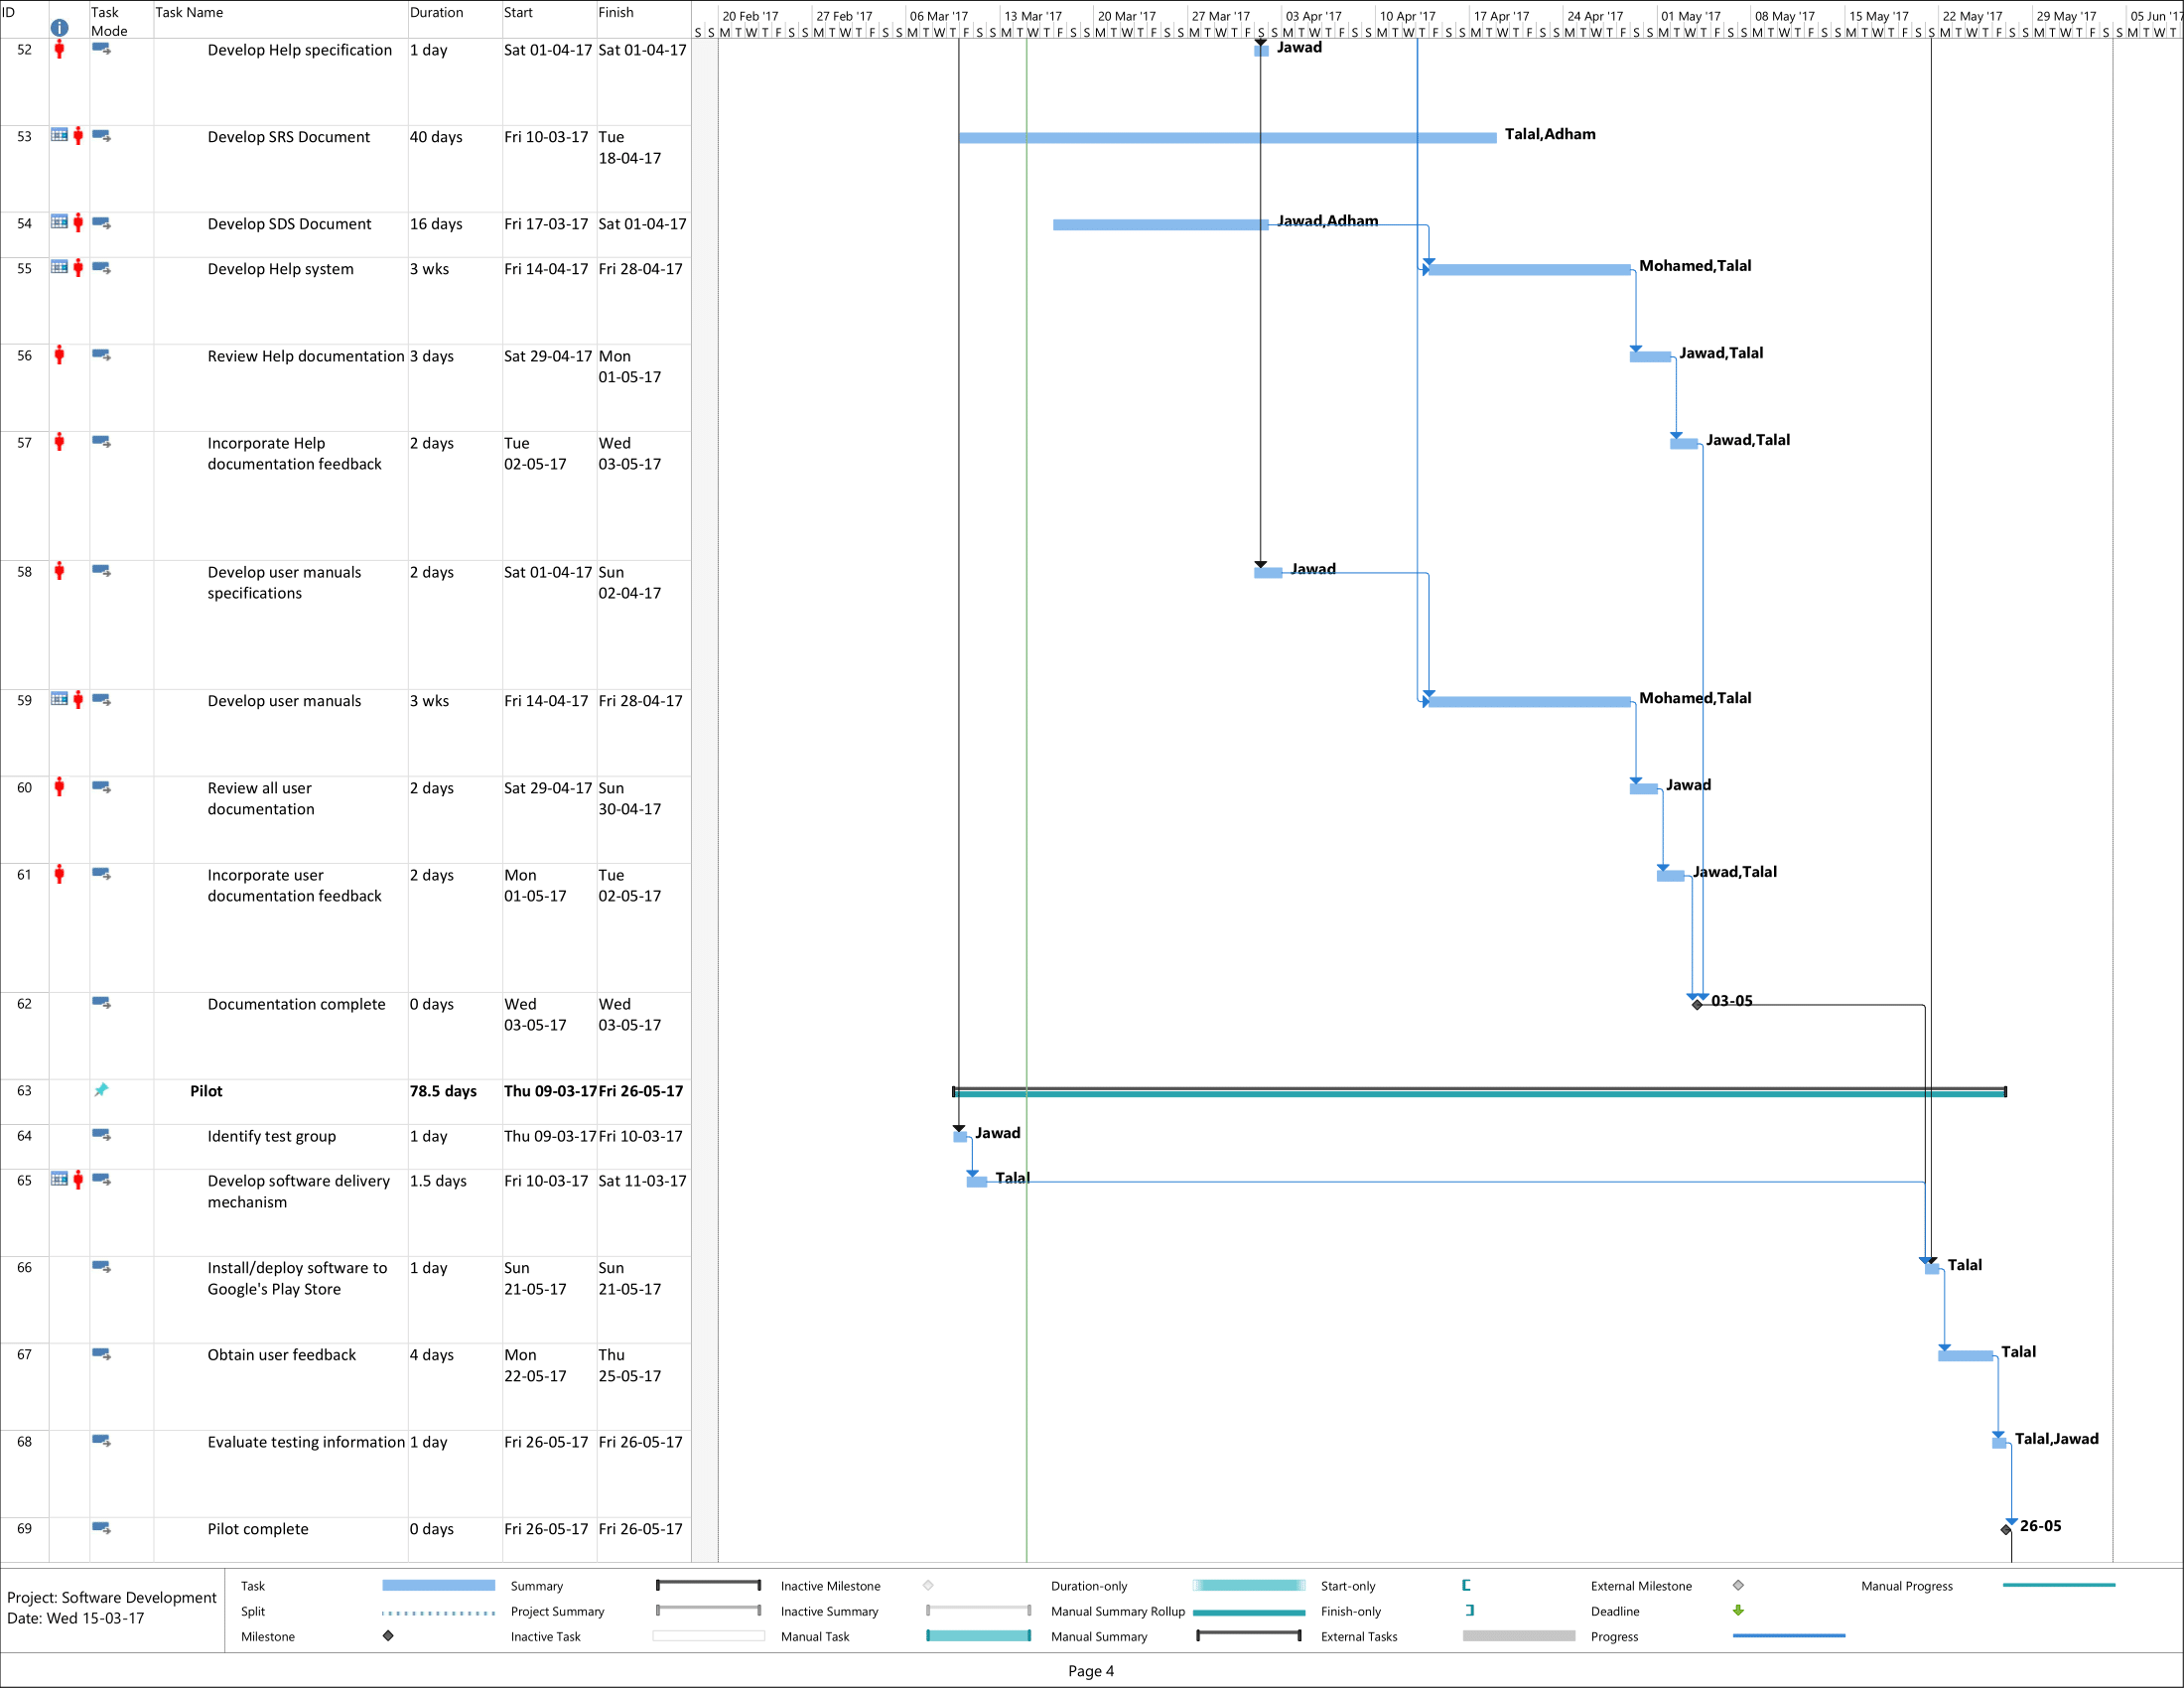 ID Task Mode Task Name Duration Start Finish
20 Feb '17 27 Feb '17 06 Mar '17 13 Mar '17 20 Mar '17 27 Mar '17 03 Apr '17 10 Apr '17 17 Apr '17 24 Apr '17 01 May '17 08 May '17 15 May '17 22 May '17 29 May '17 05 Jun '17
S S M T W T F S S M T W T F S S M T W T F S S M T W T F S S M T W T F S S M T W T F S S M T W T F S S M T W T F S S M T W T F S S M T W T F S S M T W T F S S M T W T F S S M T W T F S S M T W T F S S M T W T F S S M T W T
52 Develop Help specification 1 day Sat 01-04-17 Sat 01-04-17 Jawad
53 Develop SRS Document 40 days Fri 10-03-17 Tue Talal,Adham
18-04-17
54 Develop SDS Document 16 days Fri 17-03-17 Sat 01-04-17 Jawad,Adham
55 Develop Help system 3 wks Fri 14-04-17 Fri 28-04-17 Mohamed,Talal
56 Review Help documentation 3 days Sat 29-04-17 Mon Jawad,Talal
01-05-17
57 Incorporate Help 2 days Tue Wed Jawad,Talal
documentation feedback 02-05-17 03-05-17
58 Develop user manuals 2 days Sat 01-04-17 Sun Jawad
specifications 02-04-17
59 Develop user manuals 3 wks Fri 14-04-17 Fri 28-04-17 Mohamed,Talal
60 Review all user 2 days Sat 29-04-17 Sun Jawad
documentation 30-04-17
61 Incorporate user 2 days Mon Tue Jawad,Talal
documentation feedback 01-05-17 02-05-17
62 Documentation complete 0 days Wed Wed 03-05
03-05-17 03-05-17
63 Pilot 78.5 days Thu 09-03-17 Fri 26-05-17
64 Identify test group 1 day Thu 09-03-17 Fri 10-03-17 Jawad
65 Develop software delivery 1.5 days Fri 10-03-17 Sat 11-03-17 Talal
mechanism
66 Install/deploy software to 1 day Sun Sun Talal
Google's Play Store 21-05-17 21-05-17
67 Obtain user feedback 4 days Mon Thu Talal
22-05-17 25-05-17
68 Evaluate testing information 1 day Fri 26-05-17 Fri 26-05-17 Talal,Jawad
69 Pilot complete 0 days Fri 26-05-17 Fri 26-05-17 26-05
Project: Software Development
Date: Wed 15-03-17
Task Summary Inactive Milestone Duration-only Start-only External Milestone Manual Progress
Split Project Summary Inactive Summary Manual Summary Rollup Finish-only Deadline
Milestone Inactive Task Manual Task Manual Summary External Tasks Progress
Page 4